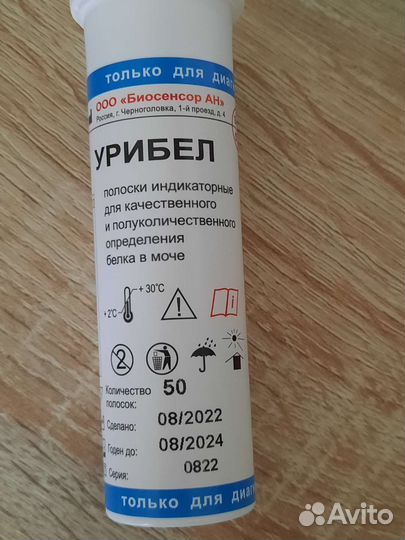 только для диаг
ООО «Биосенсор АН»
Россия, г. Черноголовка, 1-й проезд, д. 4
УРИБЕЛ
полоски индикаторные
для качественного
и полуколичественного
определения
белка в моче
+ 30°C
+ 2°C
i
2
Количество полосок: 50
Сделано: 08/2022
Годен до: 08/2024
Серия: 0822
только для диагн
Avito